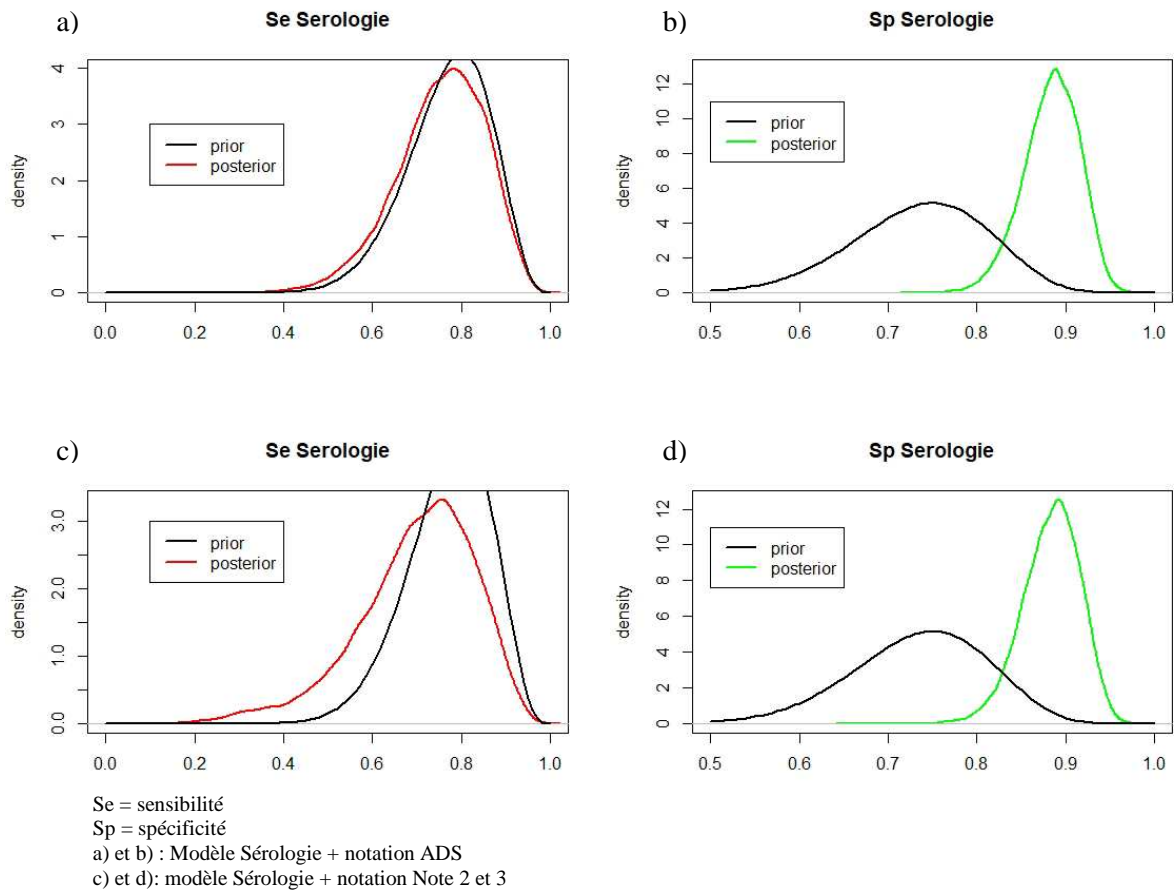 a)
Se Serologie
density
0 1 2 3 4
prior
posterior
0.0 0.2 0.4 0.6 0.8 1.0
b)
Sp Serologie
density
0 2 4 6 8 10 12
prior
posterior
0.5 0.6 0.7 0.8 0.9 1.0
c)
Se Serologie
density
0.0 1.0 2.0 3.0
prior
posterior
0.0 0.2 0.4 0.6 0.8 1.0
d)
Sp Serologie
density
0 2 4 6 8 10 12
prior
posterior
0.5 0.6 0.7 0.8 0.9 1.0
Se = sensibilité
Sp = spécificité
a) et b) : Modèle Sérologie + notation ADS
c) et d): modèle Sérologie + notation Note 2 et 3